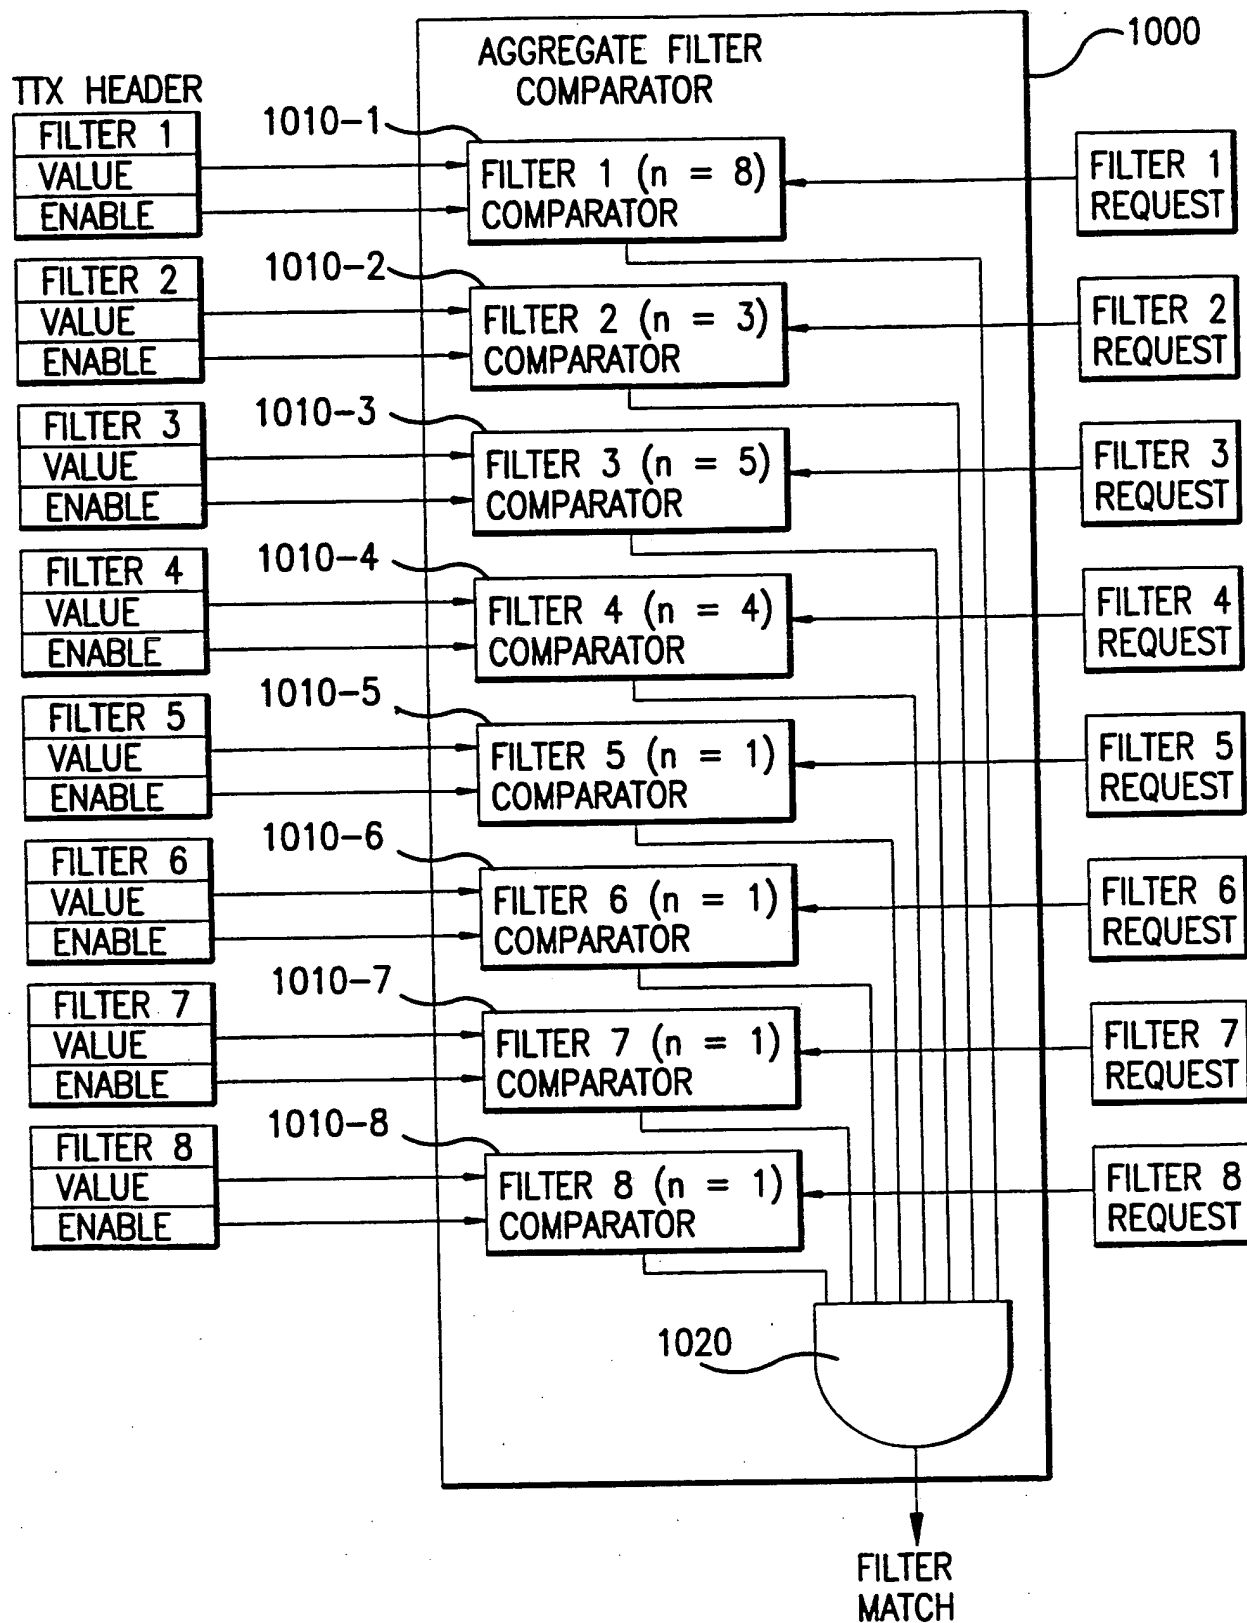 AGGREGATE FILTER
COMPARATOR
1000
TTX HEADER
FILTER 1
VALUE
ENABLE
1010-1
FILTER 1 (n = 8)
COMPARATOR
FILTER 1
REQUEST
FILTER 2
VALUE
ENABLE
1010-2
FILTER 2 (n = 3)
COMPARATOR
FILTER 2
REQUEST
FILTER 3
VALUE
ENABLE
1010-3
FILTER 3 (n = 5)
COMPARATOR
FILTER 3
REQUEST
FILTER 4
VALUE
ENABLE
1010-4
FILTER 4 (n = 4)
COMPARATOR
FILTER 4
REQUEST
FILTER 5
VALUE
ENABLE
1010-5
FILTER 5 (n = 1)
COMPARATOR
FILTER 5
REQUEST
FILTER 6
VALUE
ENABLE
1010-6
FILTER 6 (n = 1)
COMPARATOR
FILTER 6
REQUEST
FILTER 7
VALUE
ENABLE
1010-7
FILTER 7 (n = 1)
COMPARATOR
FILTER 7
REQUEST
FILTER 8
VALUE
ENABLE
1010-8
FILTER 8 (n = 1)
COMPARATOR
FILTER 8
REQUEST
1020
FILTER
MATCH